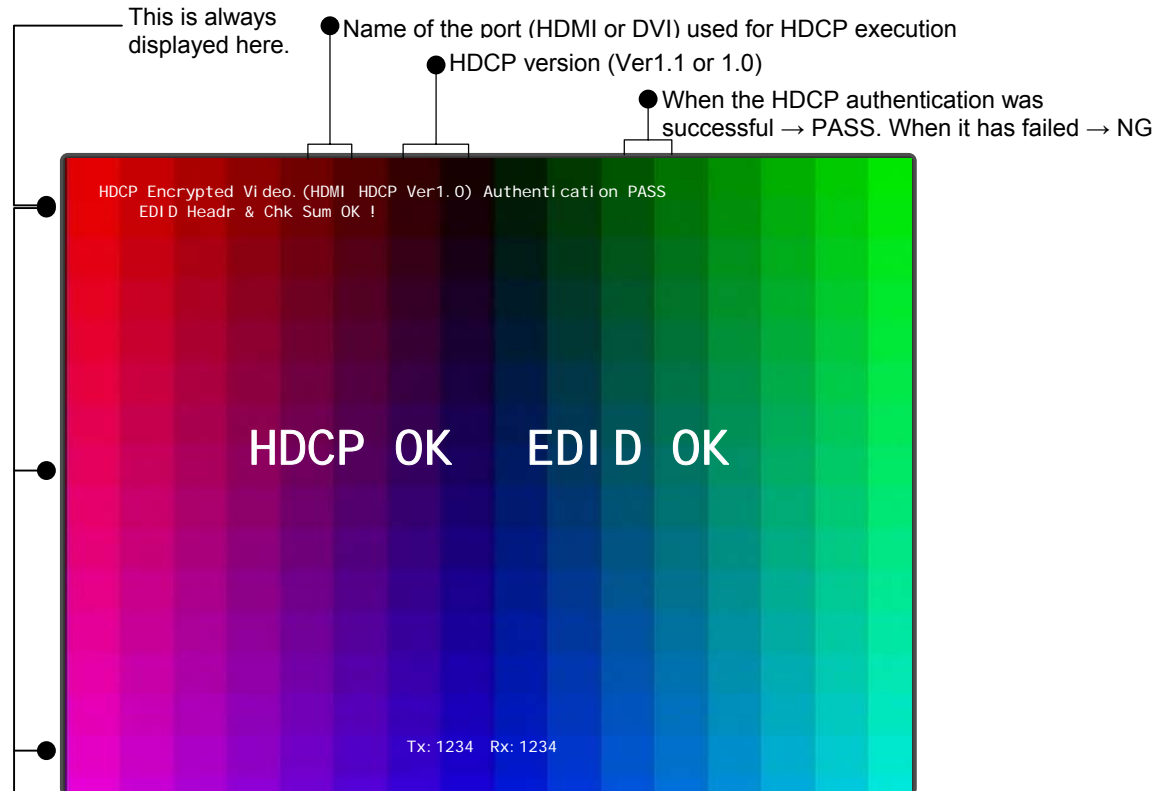 This is always
displayed here.
Name of the port (HDMI or DVI) used for HDCP execution
HDCP version (Ver1.1 or 1.0)
When the HDCP authentication was
successful → PASS. When it has failed → NG
HDCP Encrypted Video.(HDMI HDCP Ver1.0) Authentication PASS
EDID Headr & Chk Sum OK !
HDCP OK EDID OK
Tx:1234 Rx:1234